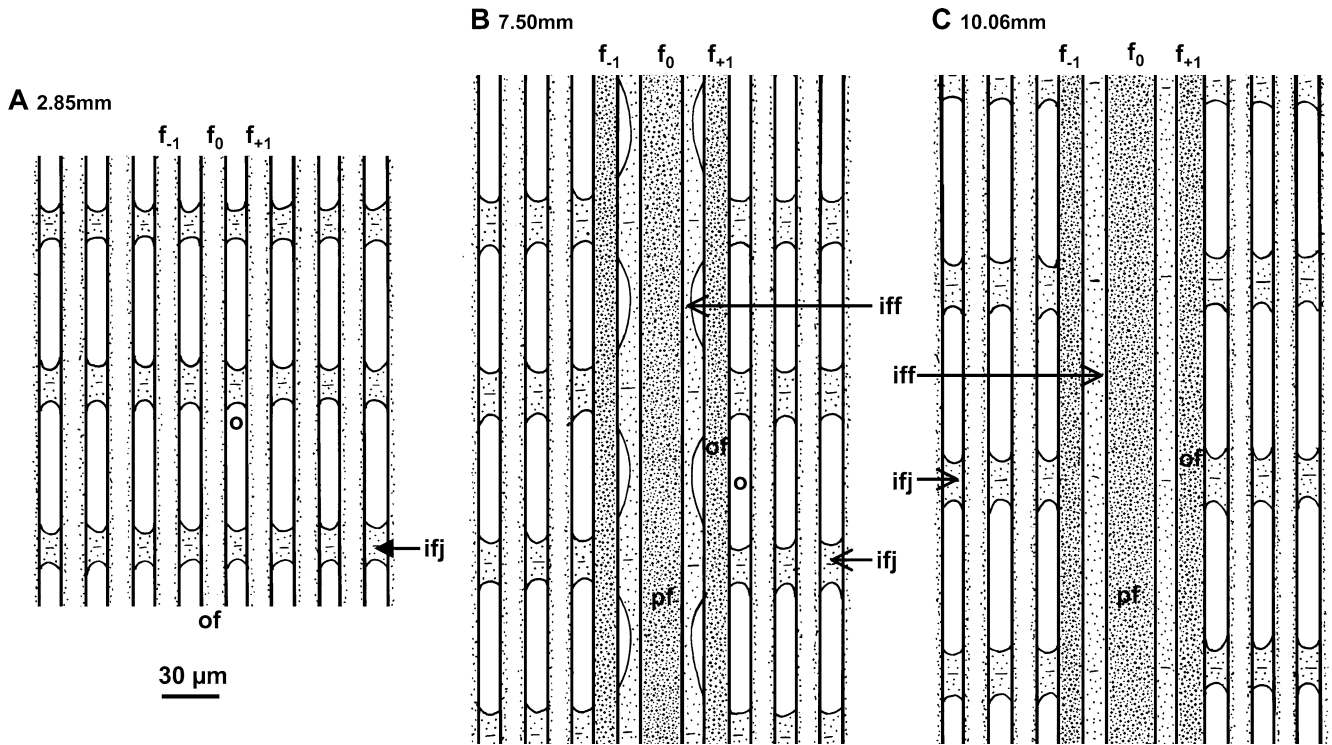 A 2.85mm
f-1 f0 f+1
o
ifj
of
30 µm
B 7.50mm
f-1 f0 f+1
iff
of
o
ifj
pf
C 10.06mm
f-1 f0 f+1
iff
of
ifj
pf